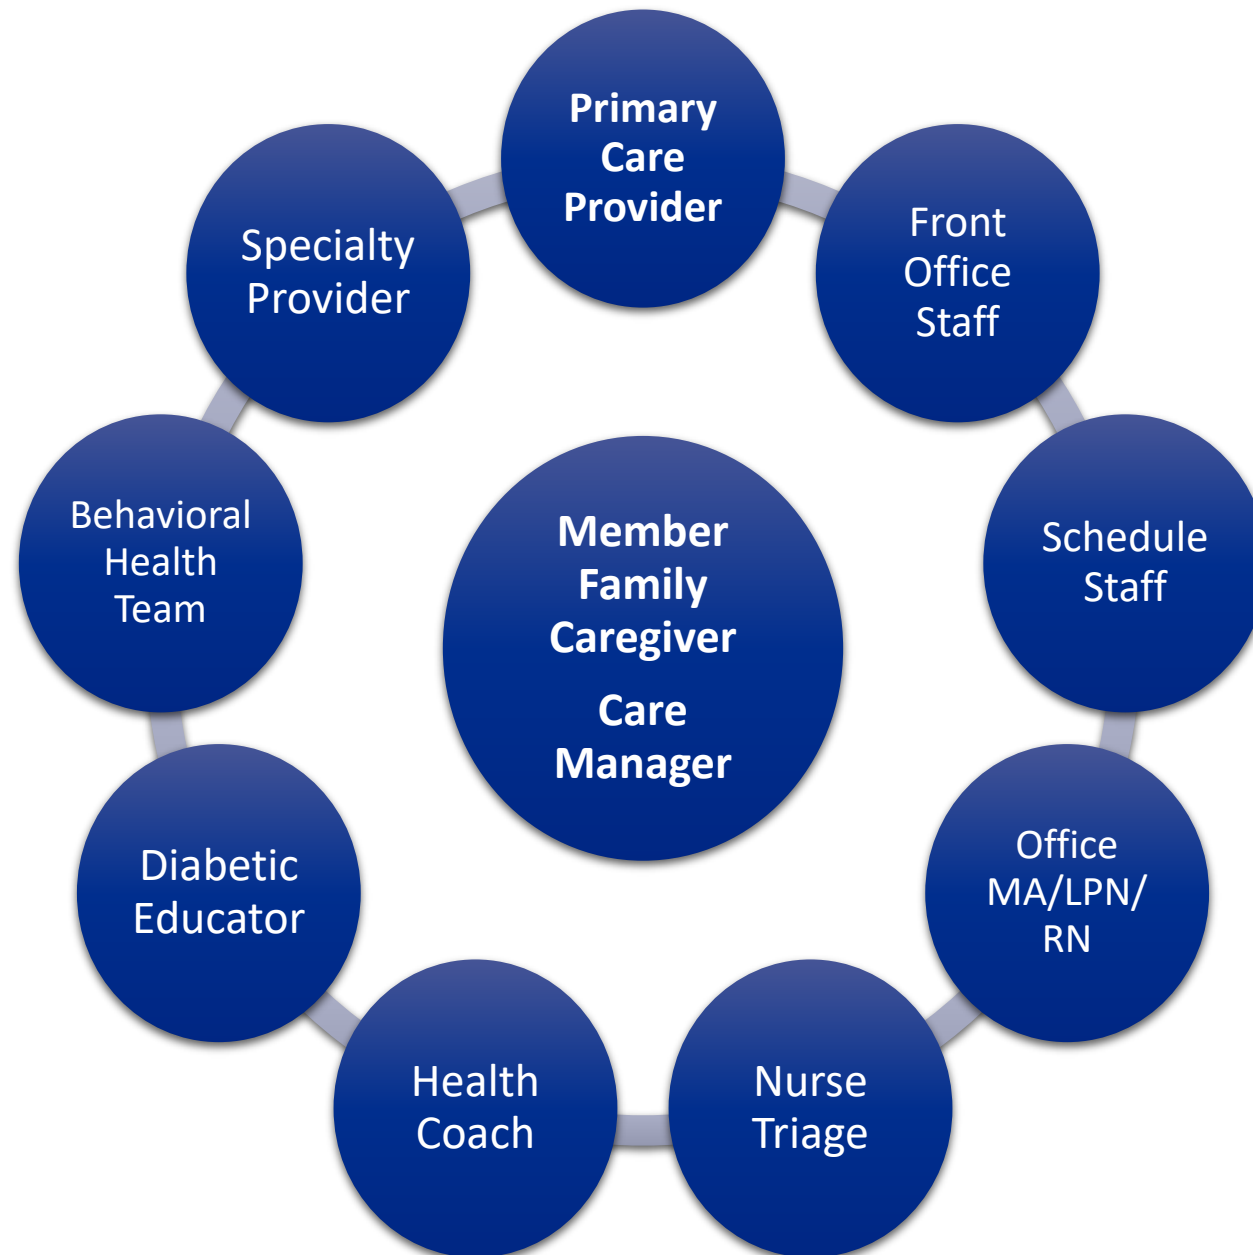 Primary
Care
Provider
Front
Office
Staff
Schedule
Staff
Office
MA/LPN/
RN
Nurse
Triage
Health
Coach
Diabetic
Educator
Behavioral
Health
Team
Specialty
Provider
Member
Family
Caregiver
Care
Manager